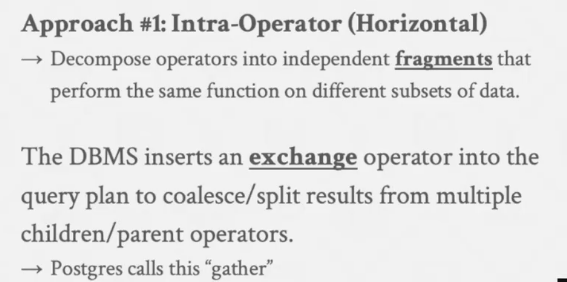 Approach #1: Intra-Operator (Horizontal)
→ Decompose operators into independent fragments that
perform the same function on different subsets of data.
The DBMS inserts an exchange operator into the
query plan to coalesce/split results from multiple
children/parent operators.
→ Postgres calls this “gather”